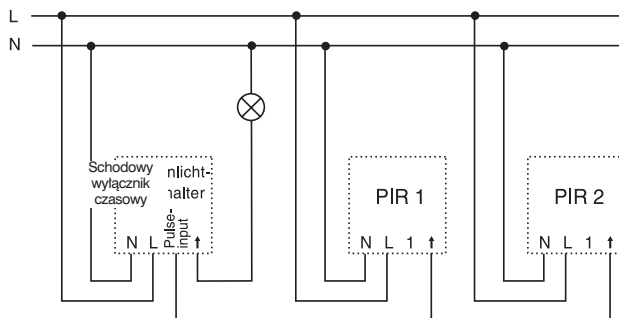 L
N
Schodowy
wyłącznik
czasowy
nlicht-
halter
Pulse-
input
N L ↑
PIR 1
N L 1 ↑
PIR 2
N L 1 ↑